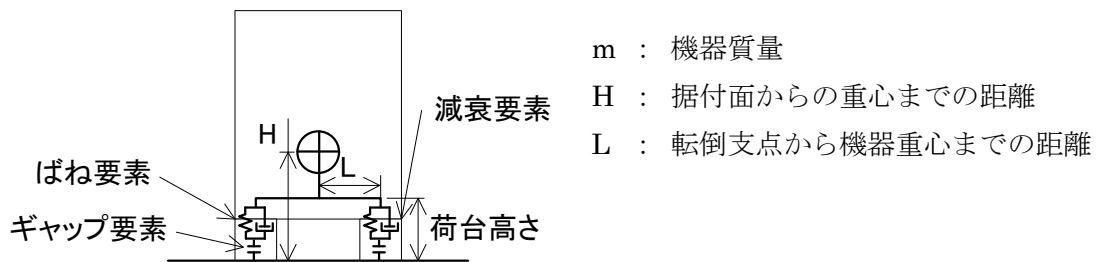 m : 機器質量
H : 据付面からの重心までの距離
L : 転倒支点から機器重心までの距離
減衰要素
H
L
ばね要素
ギャップ要素
荷台高さ